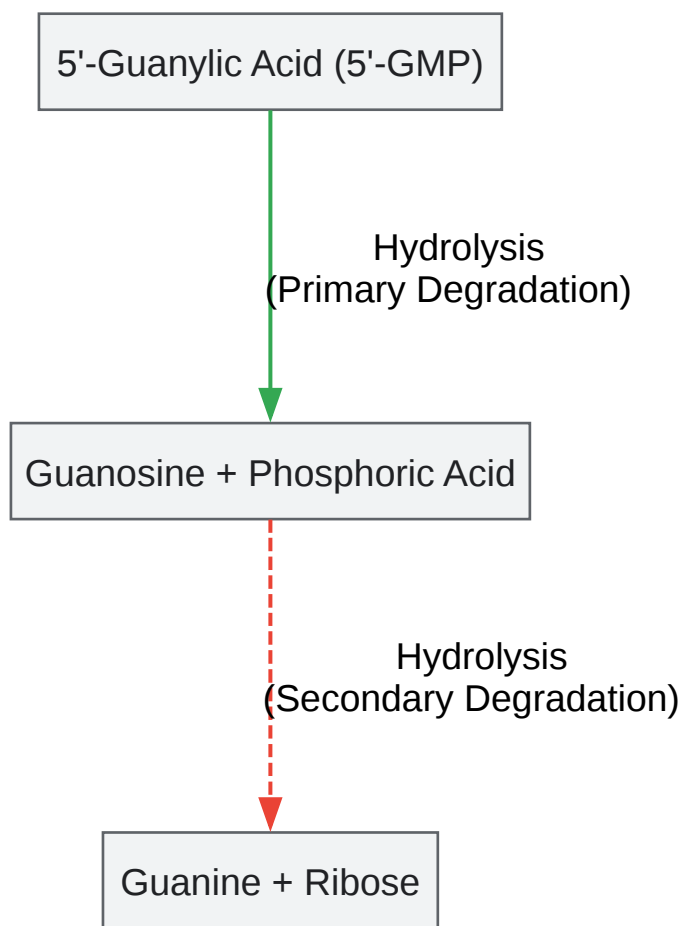 5'-Guanylic Acid (5'-GMP)
Hydrolysis
(Primary Degradation)
Guanosine + Phosphoric Acid
Hydrolysis
(Secondary Degradation)
Guanine + Ribose